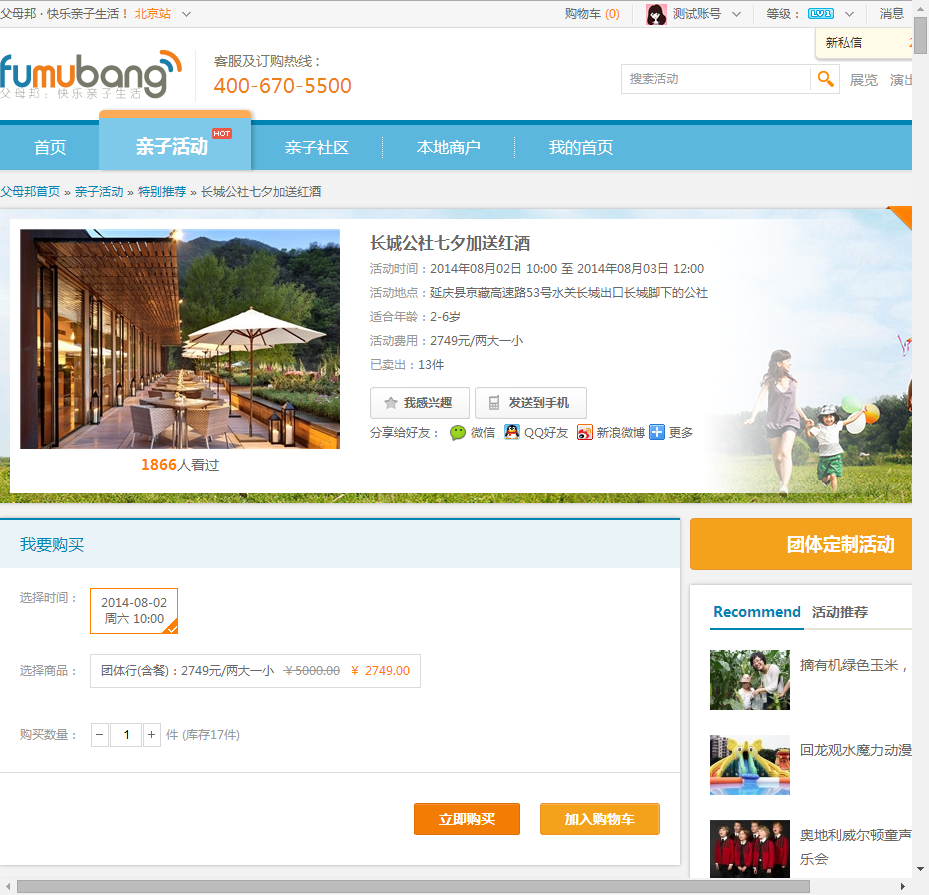 父母邦 · 快乐亲子生活！ 北京站 购物车 (0) 测试账号 等级： LV1 消息
新私信
fumubang
父母邦：快乐亲子生活
客服及订购热线：
400-670-5500
搜索活动 展览 演出
首页 亲子活动 HOT 亲子社区 本地商户 我的首页
父母邦首页 » 亲子活动 » 特别推荐 » 长城公社七夕加送红酒
长城公社七夕加送红酒
活动时间：2014年08月02日 10:00 至 2014年08月03日 12:00
活动地点：延庆县京藏高速路53号水关长城出口长城脚下的公社
适合年龄：2-6岁
活动费用：2749元/两大一小
已卖出：13件
我感兴趣 发送到手机
分享给好友： 微信 QQ好友 新浪微博 更多
1866人看过
我要购买
选择时间：
2014-08-02
周六 10:00
选择商品： 团体行(含餐)：2749元/两大一小 ￥5000.00 ￥ 2749.00
购买数量： − 1 + 件 (库存17件)
立即购买 加入购物车
团体定制活动
Recommend 活动推荐
摘有机绿色玉米，
回龙观水魔力动漫
奥地利威尔顿童声
乐会